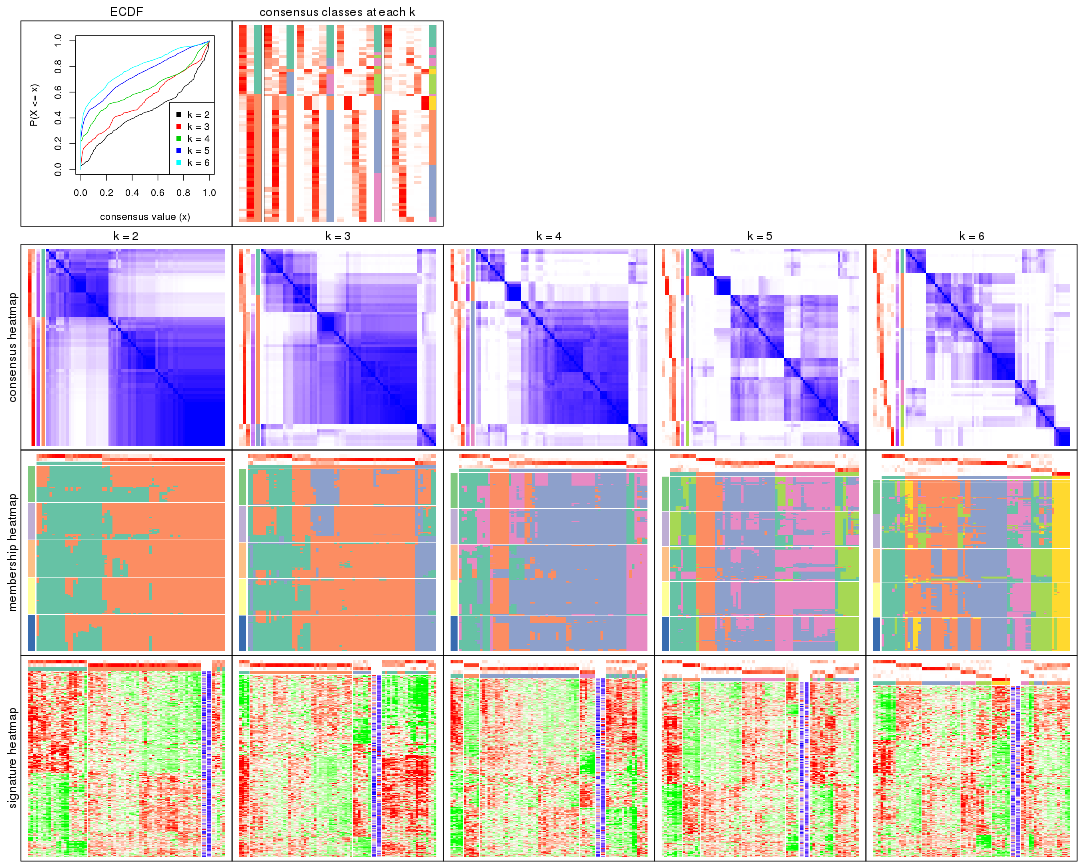 ECDF
consensus classes at each k
P(X <= x)
0.0 0.2 0.4 0.6 0.8 1.0
k = 2
k = 3
k = 4
k = 5
k = 6
0.0 0.2 0.4 0.6 0.8 1.0
consensus value (x)
k = 2 k = 3 k = 4 k = 5 k = 6
consensus heatmap
membership heatmap
signature heatmap